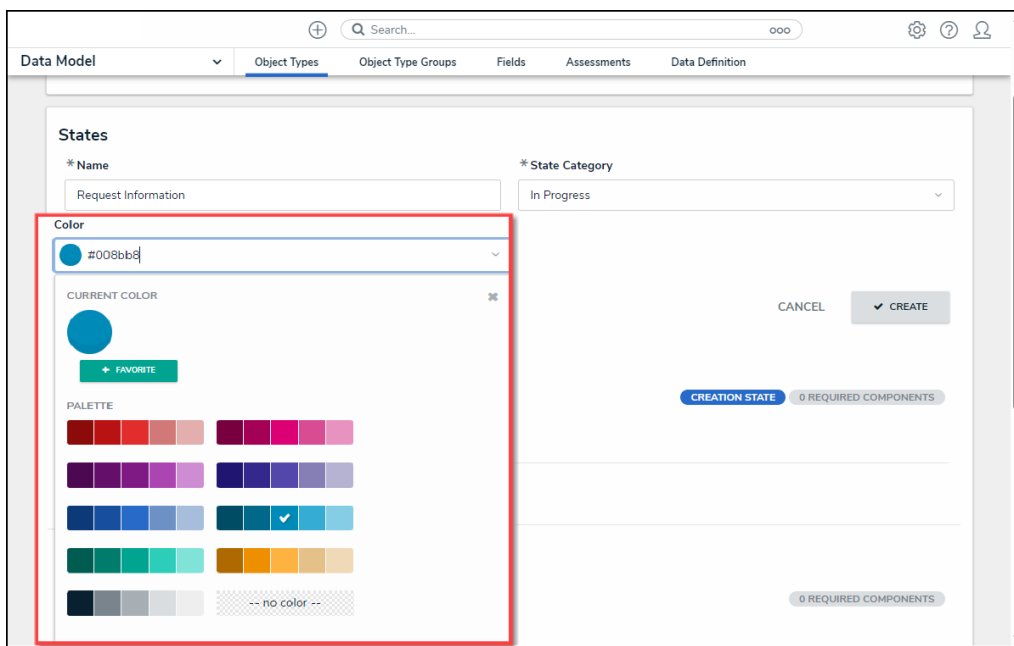 Search...
ooo
Data Model
Object Types
Object Type Groups
Fields
Assessments
Data Definition
States
* Name
* State Category
Request Information
In Progress
Color
#008bb8
CURRENT COLOR
CANCEL
CREATE
+ FAVORITE
CREATION STATE
0 REQUIRED COMPONENTS
PALETTE
-- no color --
0 REQUIRED COMPONENTS